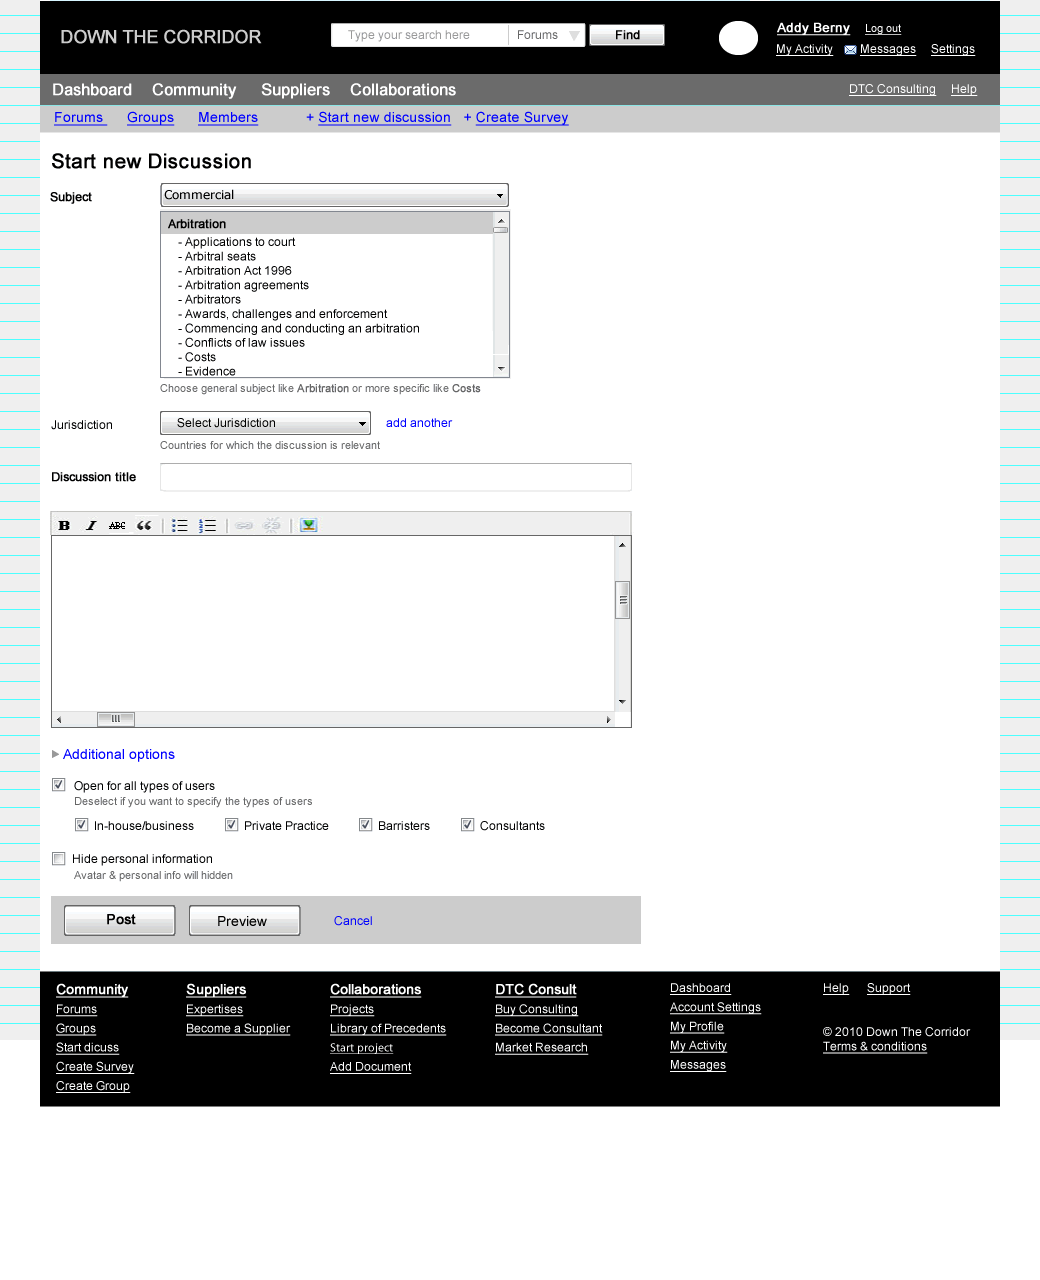 DOWN THE CORRIDOR
Type your search here Forums Find
Addy Berny Log out
My Activity Messages Settings
Dashboard Community Suppliers Collaborations DTC Consulting Help
Forums Groups Members + Start new discussion + Create Survey
Start new Discussion
Subject Commercial
Arbitration
- Applications to court
- Arbitral seats
- Arbitration Act 1996
- Arbitration agreements
- Arbitrators
- Awards, challenges and enforcement
- Commencing and conducting an arbitration
- Conflicts of law issues
- Costs
- Evidence
Choose general subject like Arbitration or more specific like Costs
Jurisdiction Select Jurisdiction add another
Countries for which the discussion is relevant
Discussion title
B I ABC
Additional options
Open for all types of users
Deselect if you want to specify the types of users
In-house/business Private Practice Barristers Consultants
Hide personal information
Avatar & personal info will hidden
Post Preview Cancel
Community
Forums
Groups
Start dicuss
Create Survey
Create Group
Suppliers
Expertises
Become a Supplier
Collaborations
Projects
Library of Precedents
Start project
Add Document
DTC Consult
Buy Consulting
Become Consultant
Market Research
Dashboard
Account Settings
My Profile
My Activity
Messages
Help Support
© 2010 Down The Corridor
Terms & conditions